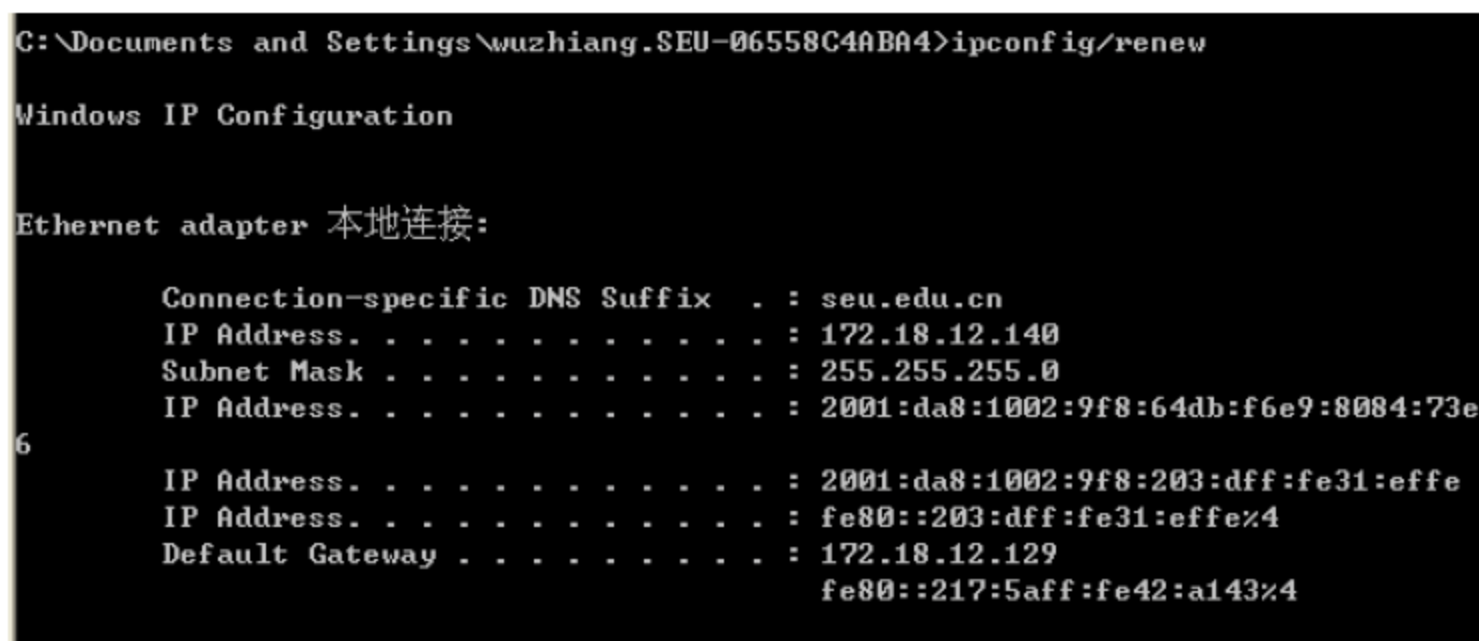 C:\Documents and Settings\wuzhiang.SEU-06558C4ABA4>ipconfig/renew
Windows IP Configuration
Ethernet adapter 本地连接:
Connection-specific DNS Suffix  . : seu.edu.cn
IP Address. . . . . . . . . . . . : 172.18.12.140
Subnet Mask . . . . . . . . . . . : 255.255.255.0
IP Address. . . . . . . . . . . . : 2001:da8:1002:9f8:64db:f6e9:8084:73e
6
IP Address. . . . . . . . . . . . : 2001:da8:1002:9f8:203:dff:fe31:effe
IP Address. . . . . . . . . . . . : fe80::203:dff:fe31:effe%4
Default Gateway . . . . . . . . . : 172.18.12.129
fe80::217:5aff:fe42:a143%4